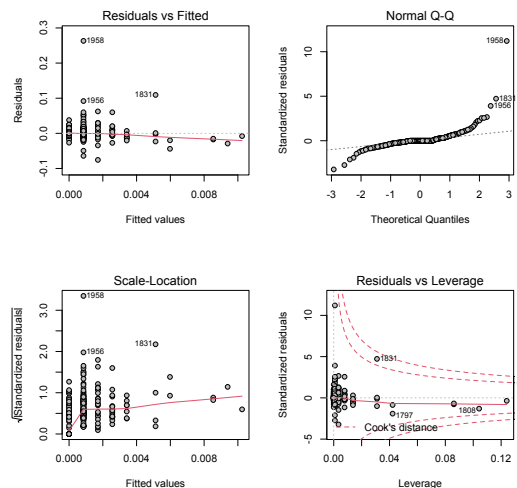 Residuals vs Fitted
Residuals
-0.1 0.0 0.1 0.2 0.3
1958
1956
1831
0.000 0.004 0.008
Fitted values
Normal Q-Q
Standardized residuals
0 5 10
1958
1831
1956
-3 -2 -1 0 1 2 3
Theoretical Quantiles
Scale-Location
√|Standardized residuals|
0.0 1.0 2.0 3.0
1958
1956
1831
0.000 0.004 0.008
Fitted values
Residuals vs Leverage
Standardized residuals
-5 0 5 10
1831
1797
1808
Cook's distance
0.00 0.04 0.08 0.12
Leverage